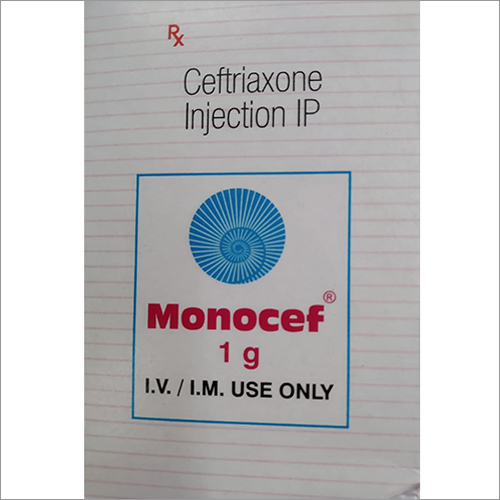 Rx
Ceftriaxone
Injection IP
Monocef®
1 g
I.V. / I.M. USE ONLY